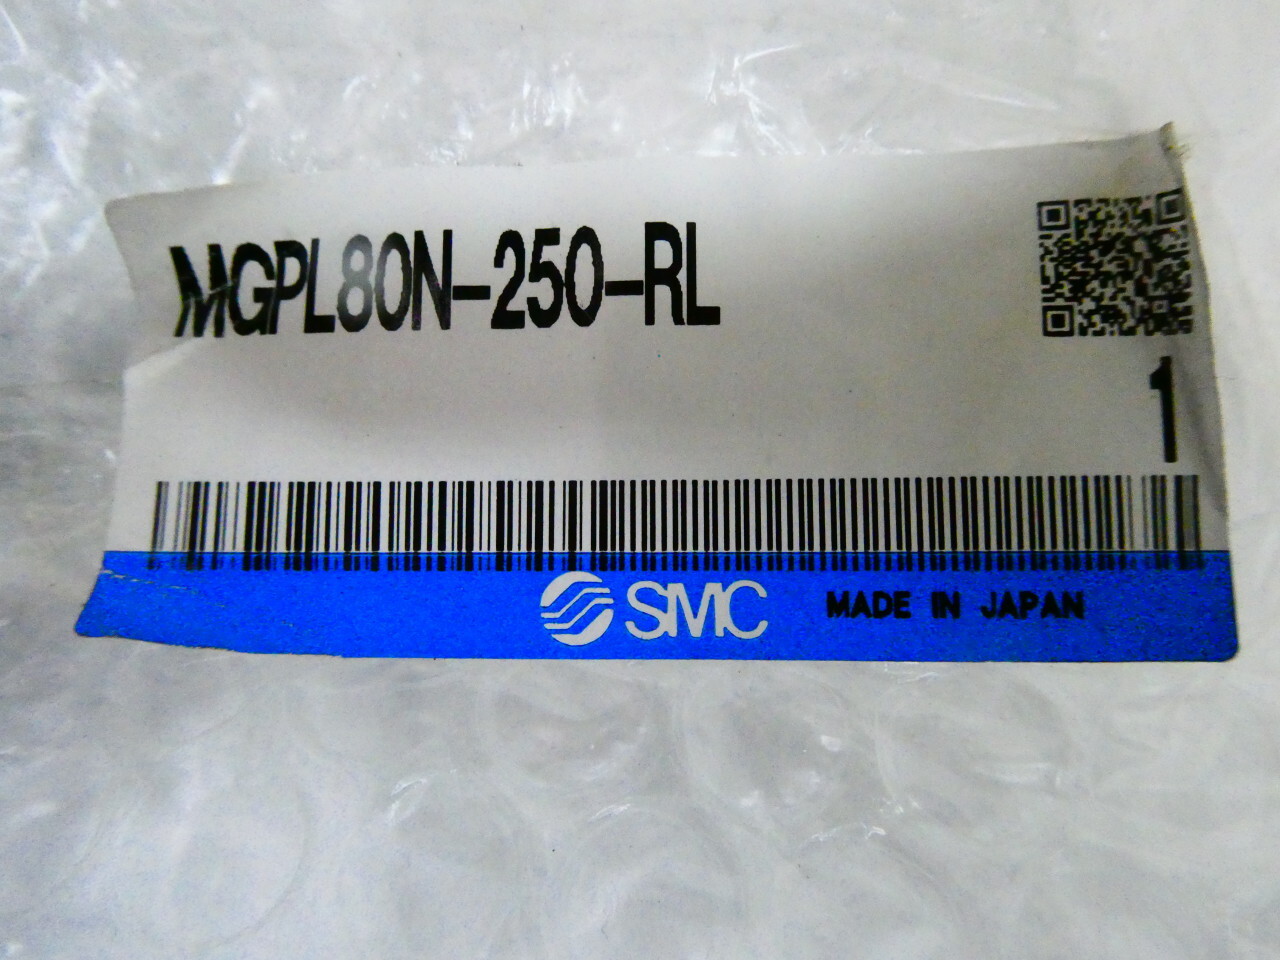 MGPL80N-250-RL
1
SMC MADE IN JAPAN